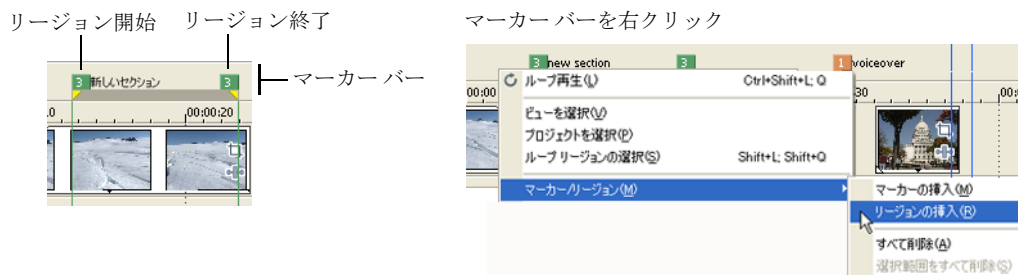 リージョン開始
リージョン終了
マーカー バーを右クリック
3 新しいセクション 3
マーカー バー
00:00:20
3 new section 3 1 voiceover
00:00
ループ再生(L) Ctrl+Shift+L; Q
ビューを選択(V)
プロジェクトを選択(P)
ループ リージョンの選択(S) Shift+L; Shift+Q
マーカー/リージョン(M)
マーカーの挿入(M)
リージョンの挿入(R)
すべて削除(A)
選択範囲をすべて削除(S)